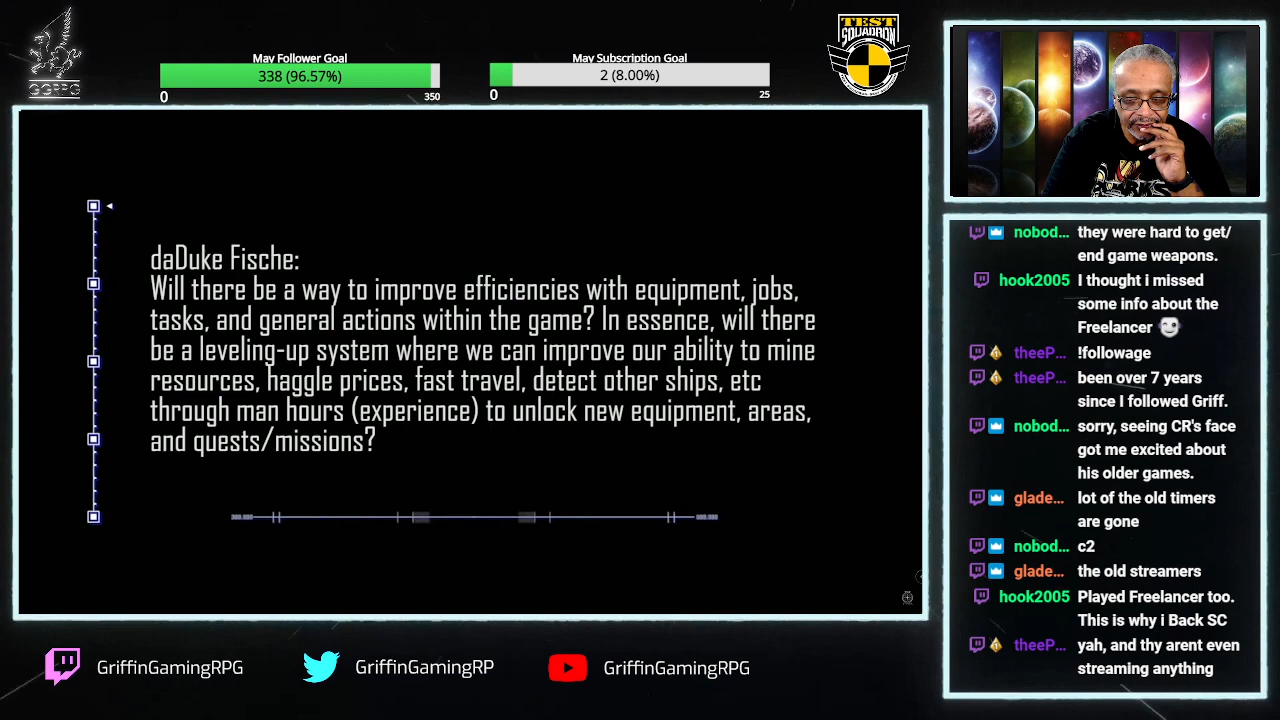 GGRPG
May Follower Goal
338 (96.57%)
0
350
May Subscription Goal
2 (8.00%)
0
25
TEST
SQUADRON
daDuke Fische:
Will there be a way to improve efficiencies with equipment, jobs,
tasks, and general actions within the game? In essence, will there
be a leveling-up system where we can improve our ability to mine
resources, haggle prices, fast travel, detect other ships, etc
through man hours (experience) to unlock new equipment, areas,
and quests/missions?
nobod... they were hard to get/
end game weapons.
hook2005 I thought i missed
some info about the
Freelancer
theeP... !followage
theeP... been over 7 years
since I followed Griff.
nobod... sorry, seeing CR's face
got me excited about
his older games.
glade... lot of the old timers
are gone
nobod... c2
glade... the old streamers
hook2005 Played Freelancer too.
This is why i Back SC
theeP... yah, and thy arent even
streaming anything
GriffinGamingRPG
GriffinGamingRP
GriffinGamingRPG